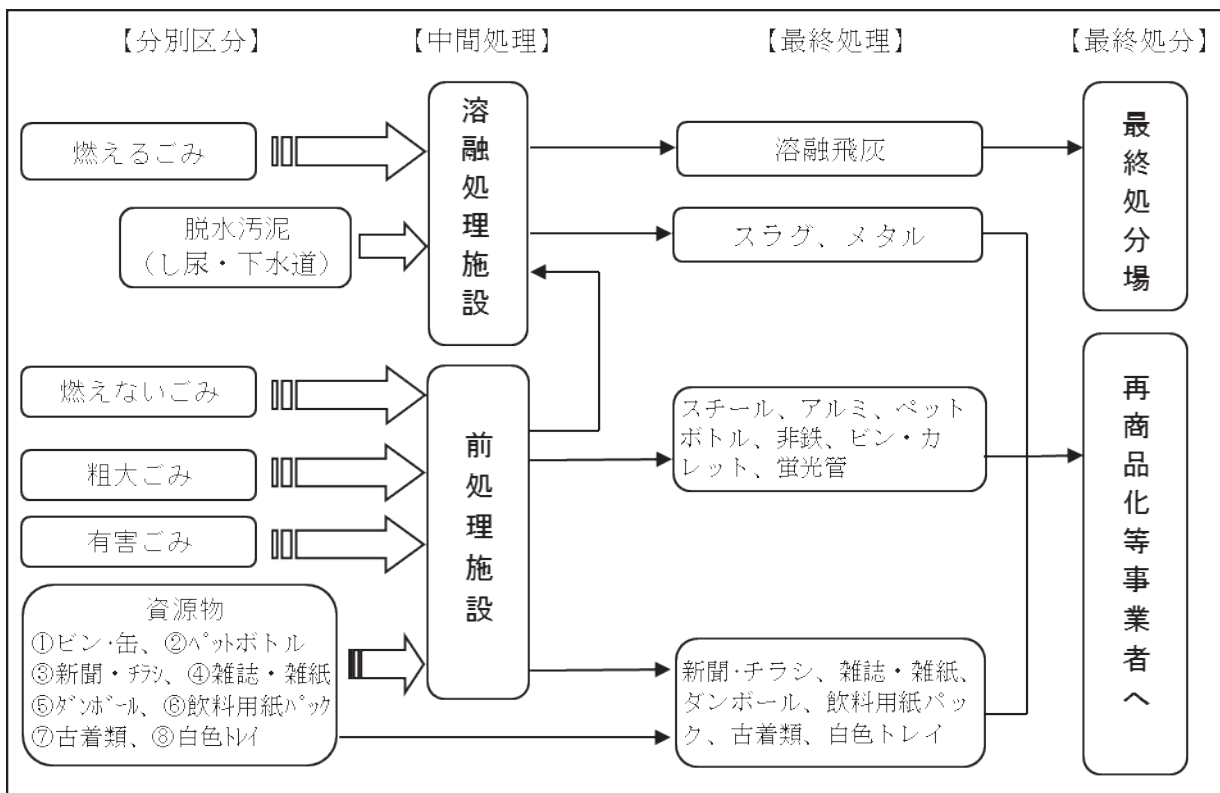 【分別区分】
【中間処理】
【最終処理】
【最終処分】
燃えるごみ
脱水汚泥
（し尿・下水道）
燃えないごみ
粗大ごみ
有害ごみ
資源物
①ビン・缶、②ペットボトル
③新聞・チラシ、④雑誌・雑紙
⑤ダンボール、⑥飲料用紙パック
⑦古着類、⑧白色トレイ
溶融処理施設
前処理施設
溶融飛灰
スラグ、メタル
スチール、アルミ、ペット
ボトル、非鉄、ビン・カ
レット、蛍光管
新聞・チラシ、雑誌・雑紙、
ダンボール、飲料用紙パッ
ク、古着類、白色トレイ
最終処分場
再商品化等事業者へ